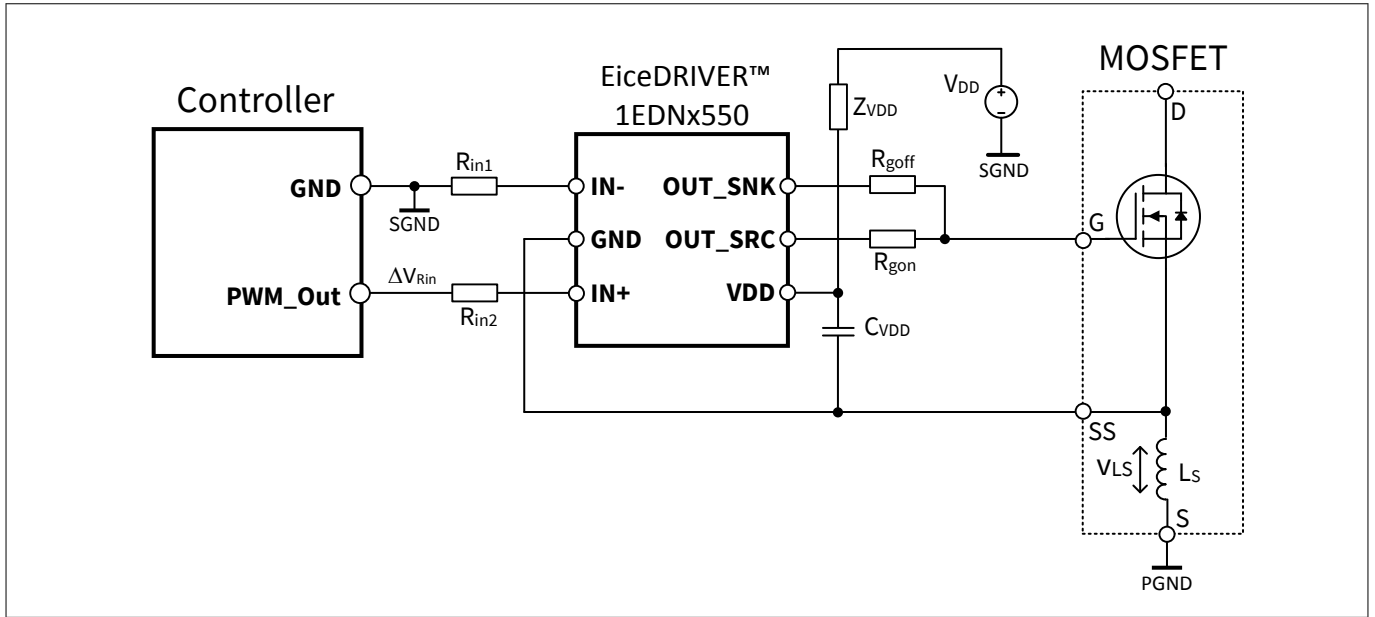 MOSFET
EiceDRIVER™
1EDNx550
Controller
VDD
ZVDD
D
Rin1
Rgoff
SGND
GND
IN-
OUT_SNK
SGND
G
GND
OUT_SRC
ΔVRin
Rgon
PWM_Out
IN+
VDD
Rin2
CVDD
SS
vLS
LS
S
PGND